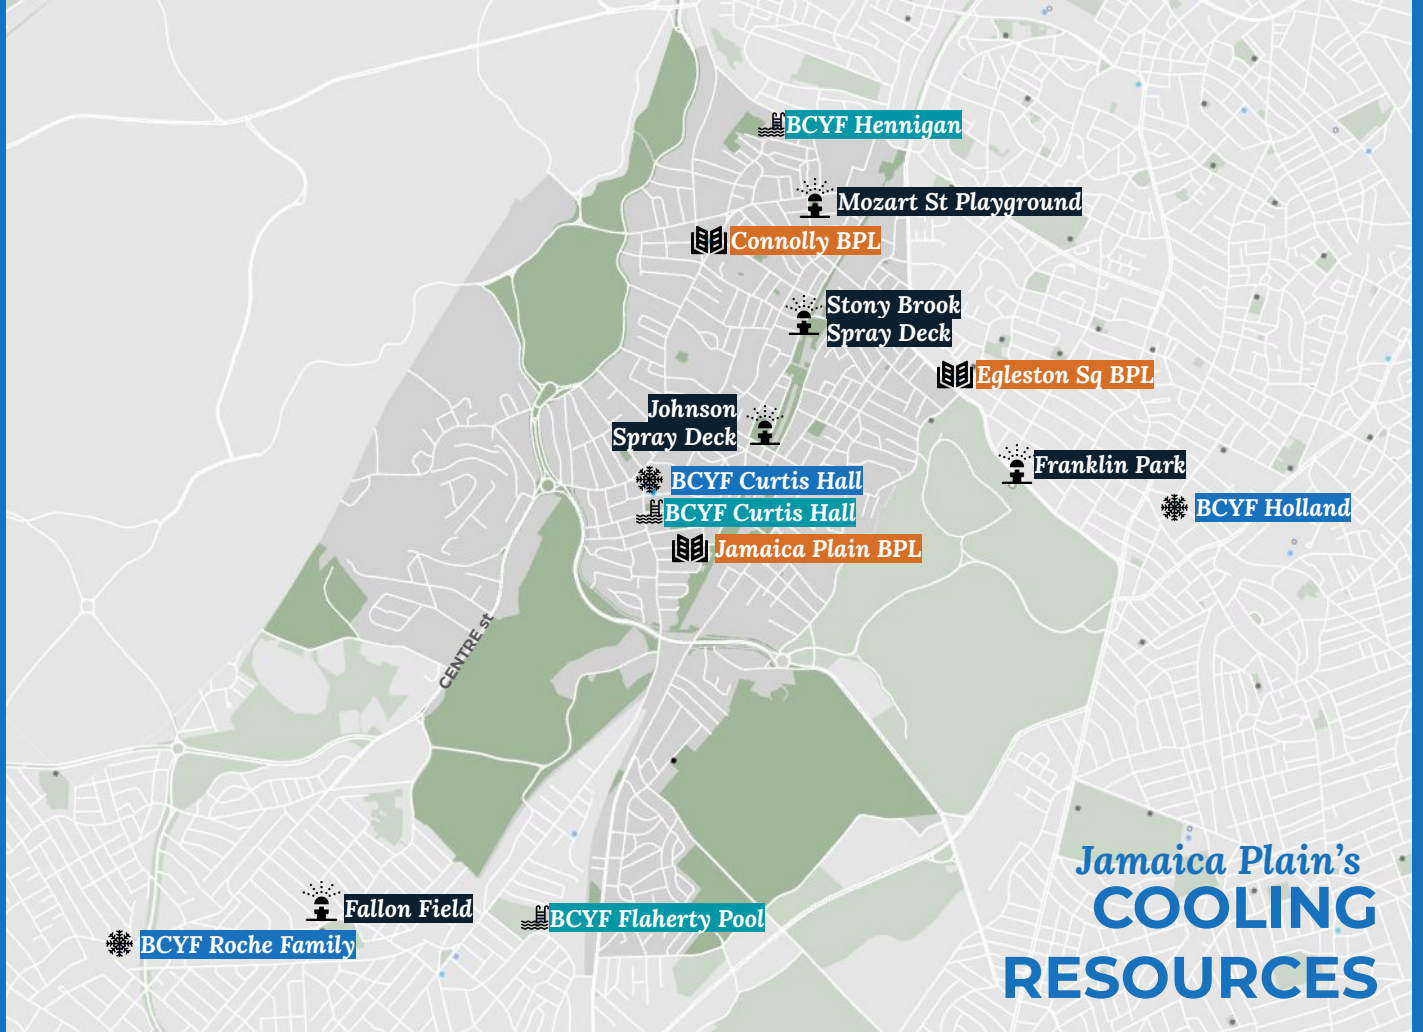 BCYF Hennigan
Mozart St Playground
Connolly BPL
Stony Brook
Spray Deck
Egleston Sq BPL
Johnson
Spray Deck
Franklin Park
BCYF Curtis Hall
BCYF Holland
BCYF Curtis Hall
Jamaica Plain BPL
CENTRE st
Jamaica Plain's
COOLING
RESOURCES
Fallon Field
BCYF Flaherty Pool
BCYF Roche Family